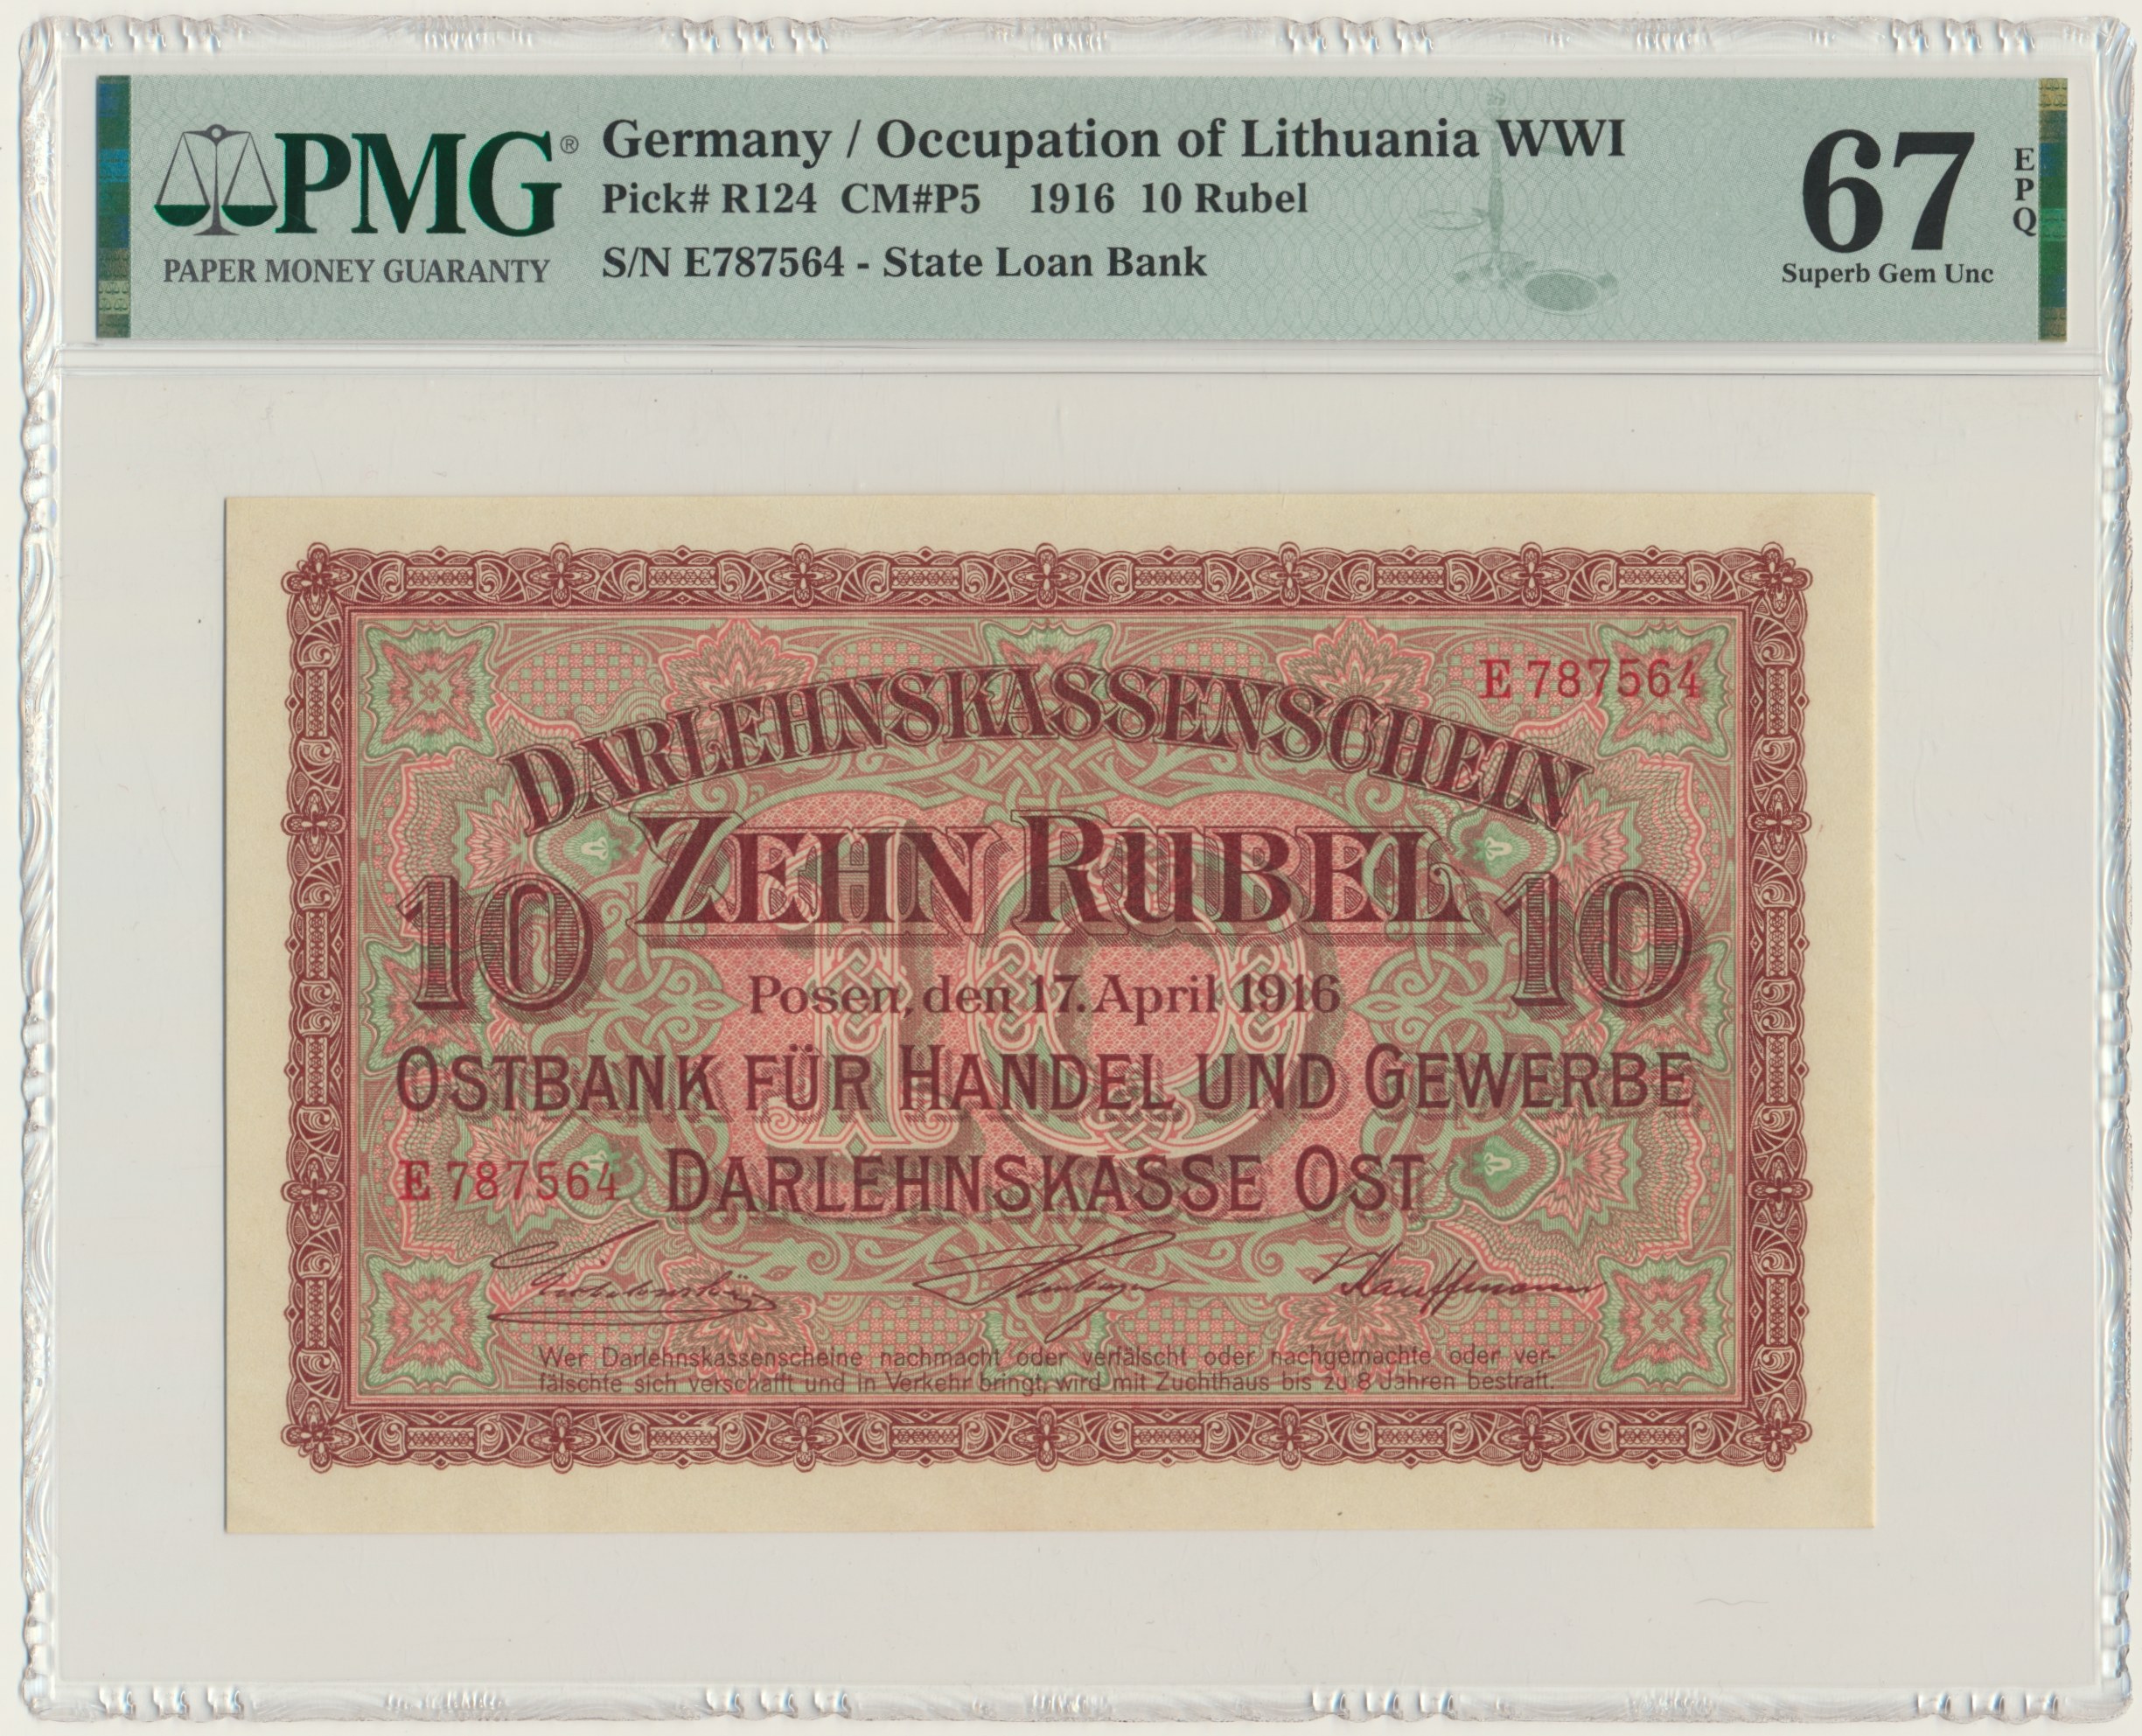 PMG®
PAPER MONEY GUARANTY
Germany / Occupation of Lithuania WWI
Pick# R124 CM#P5 1916 10 Rubel
S/N E787564 - State Loan Bank
67
EPQ
Superb Gem Unc
E 787564
DARLEHNSKASSENSCHEIN
ZEHN RUBEL
10 10
10
Posen, den 17. April 1916
OSTBANK FÜR HANDEL UND GEWERBE
E 787564 DARLEHNSKASSE OST
Kauffmann
Wer Darlehnskassenscheine nachmacht oder verfälscht oder nachgemachte oder ver-
fälschte sich verschafft und in Verkehr bringt, wird mit Zuchthaus bis zu 8 Jahren bestraft.